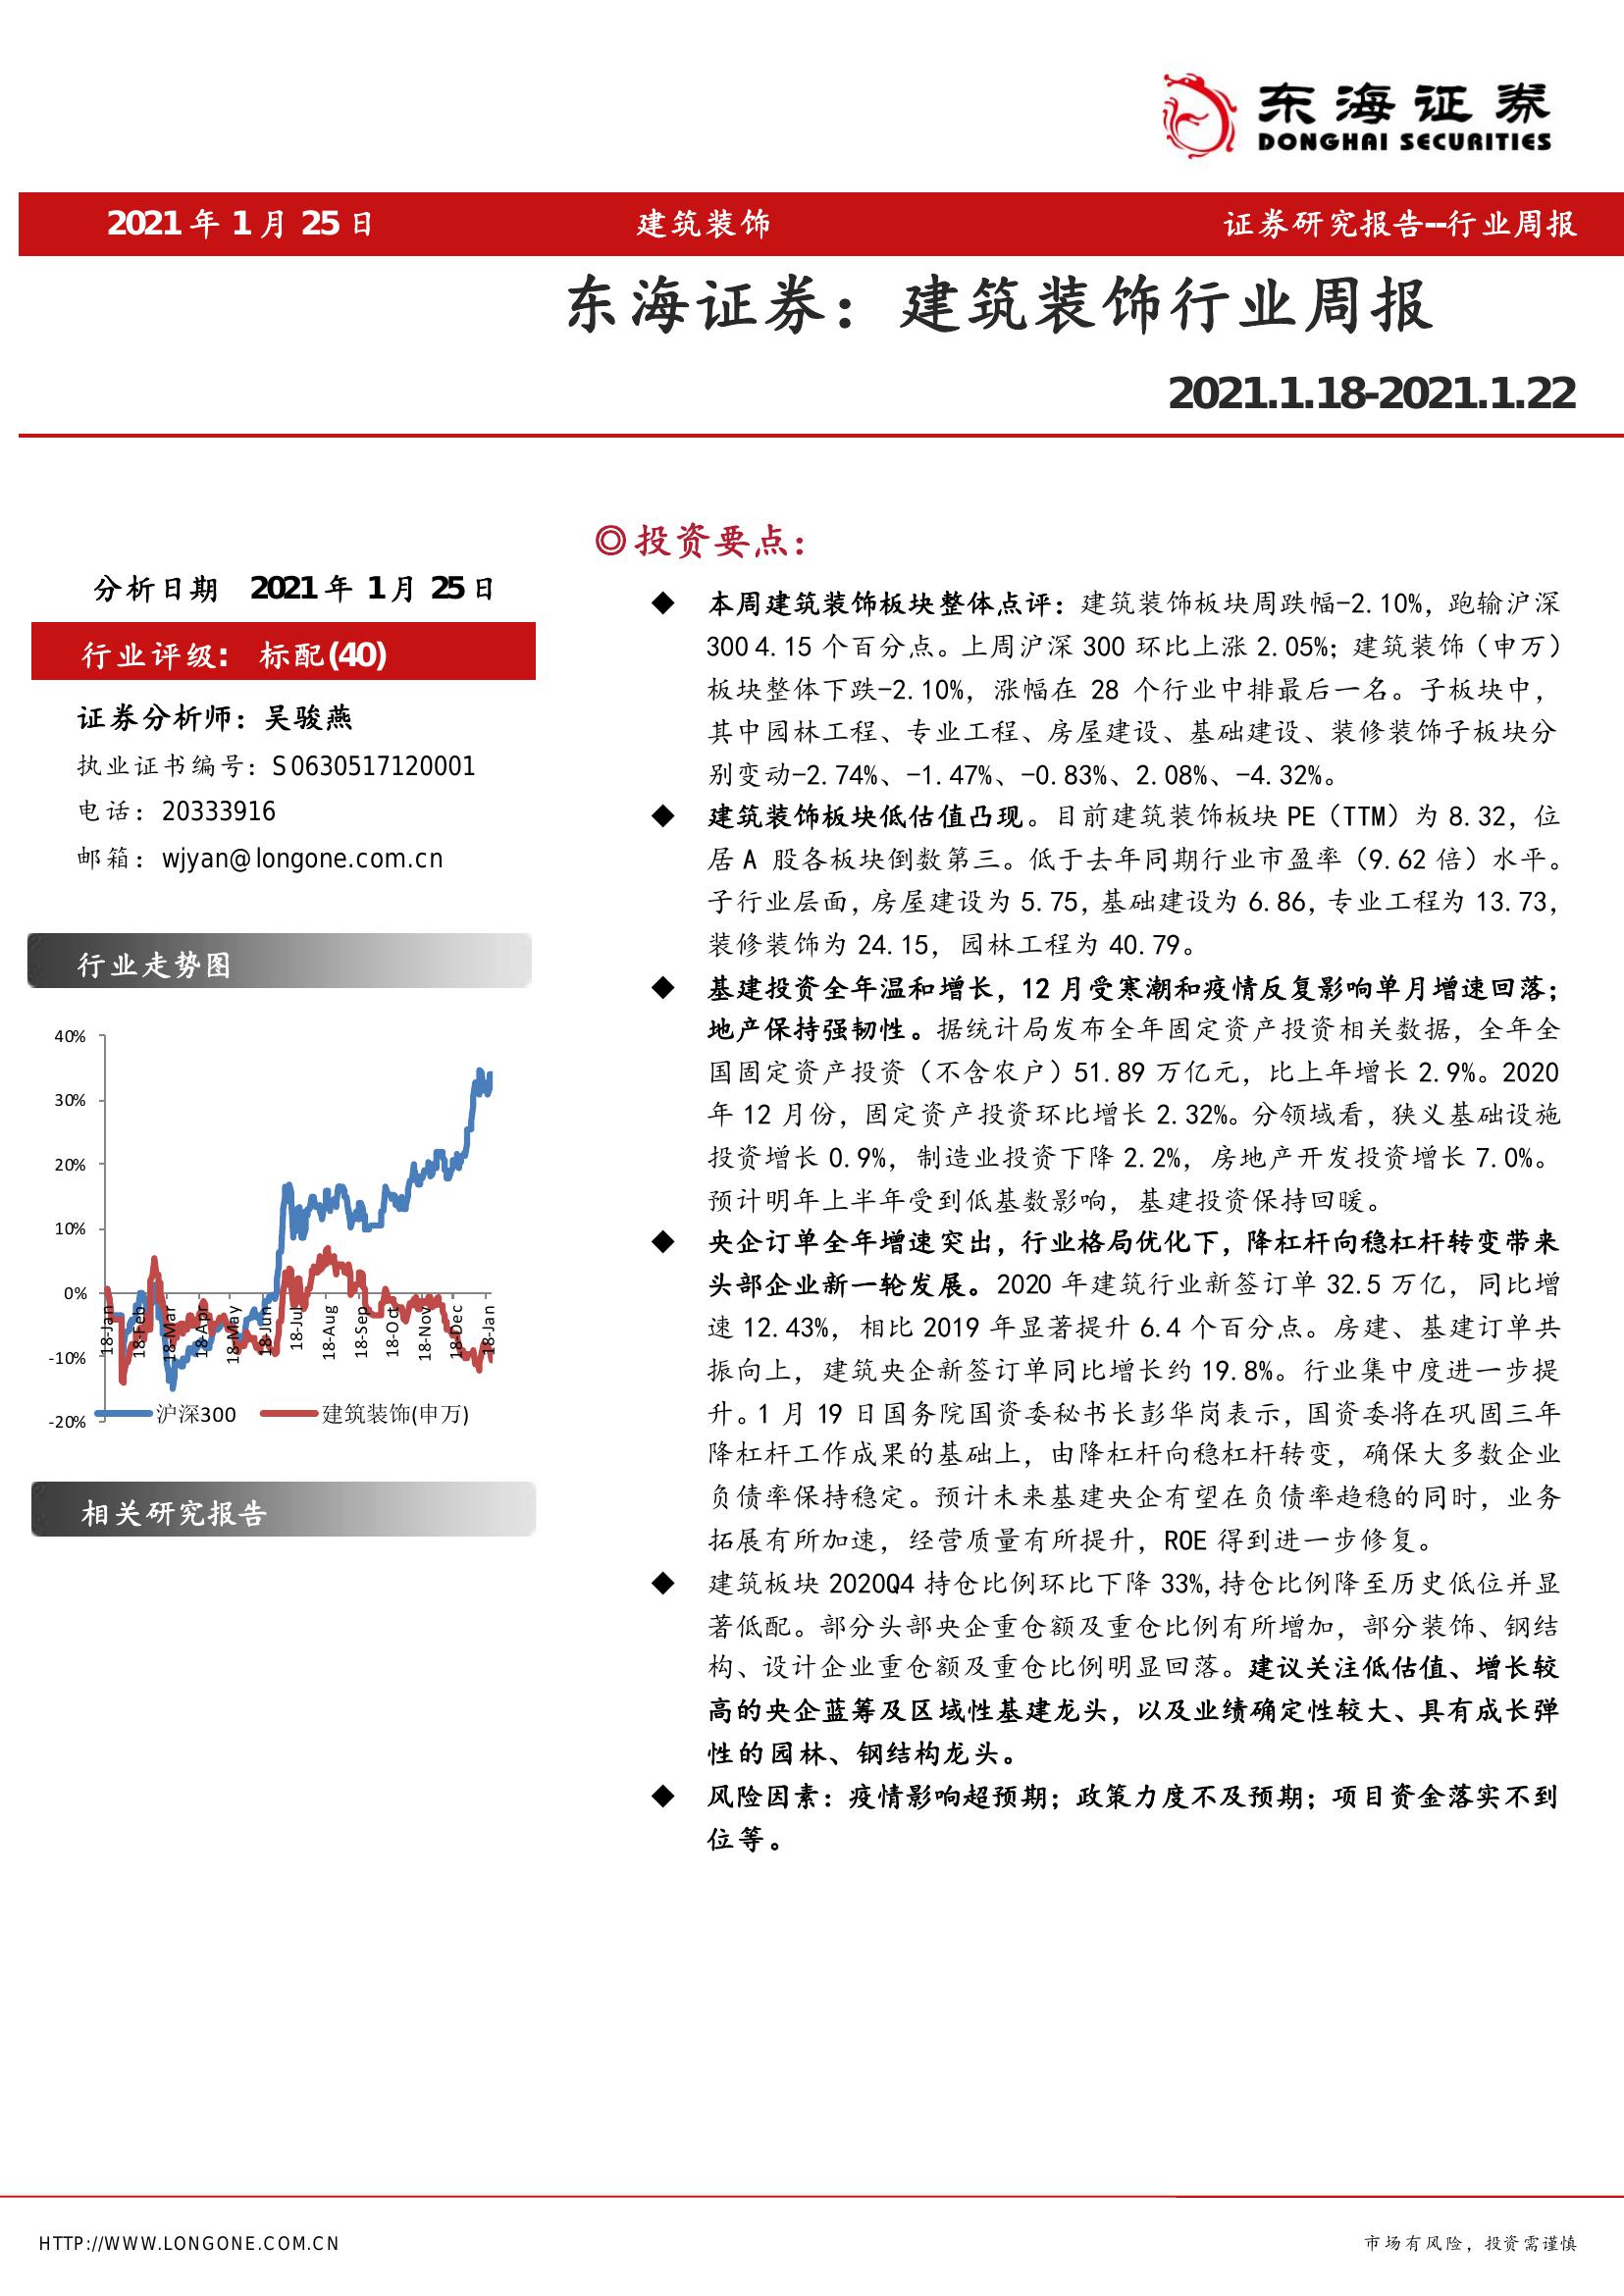 东海证券
DONGHAI SECURITIES
2021 年 1 月 25 日 建筑装饰 证券研究报告--行业周报
东海证券：建筑装饰行业周报
2021.1.18-2021.1.22
分析日期 2021 年 1 月 25 日
行业评级: 标配(40)
证券分析师：吴骏燕
执业证书编号：S0630517120001
电话：20333916
邮箱：wjyan@longone.com.cn
行业走势图
40%
30%
20%
10%
0%
-10%
-20%
18-Jan
18-Feb
18-Mar
18-Apr
18-May
18-Jun
18-Jul
18-Aug
18-Sep
18-Oct
18-Nov
18-Dec
18-Jan
沪深300 建筑装饰(申万)
相关研究报告
◎投资要点：
◆ 本周建筑装饰板块整体点评：建筑装饰板块周跌幅-2.10%，跑输沪深
300 4.15 个百分点。上周沪深 300 环比上涨 2.05%；建筑装饰（申万）
板块整体下跌-2.10%，涨幅在 28 个行业中排最后一名。子板块中，
其中园林工程、专业工程、房屋建设、基础建设、装修装饰子板块分
别变动-2.74%、-1.47%、-0.83%、2.08%、-4.32%。
◆ 建筑装饰板块低估值凸现。目前建筑装饰板块 PE（TTM）为 8.32，位
居 A 股各板块倒数第三。低于去年同期行业市盈率（9.62 倍）水平。
子行业层面，房屋建设为 5.75，基础建设为 6.86，专业工程为 13.73，
装修装饰为 24.15，园林工程为 40.79。
◆ 基建投资全年温和增长，12 月受寒潮和疫情反复影响单月增速回落；
地产保持强韧性。据统计局发布全年固定资产投资相关数据，全年全
国固定资产投资（不含农户）51.89 万亿元，比上年增长 2.9%。2020
年 12 月份，固定资产投资环比增长 2.32%。分领域看，狭义基础设施
投资增长 0.9%，制造业投资下降 2.2%，房地产开发投资增长 7.0%。
预计明年上半年受到低基数影响，基建投资保持回暖。
◆ 央企订单全年增速突出，行业格局优化下，降杠杆向稳杠杆转变带来
头部企业新一轮发展。2020 年建筑行业新签订单 32.5 万亿，同比增
速 12.43%，相比 2019 年显著提升 6.4 个百分点。房建、基建订单共
振向上，建筑央企新签订单同比增长约 19.8%。行业集中度进一步提
升。1 月 19 日国务院国资委秘书长彭华岗表示，国资委将在巩固三年
降杠杆工作成果的基础上，由降杠杆向稳杠杆转变，确保大多数企业
负债率保持稳定。预计未来基建央企有望在负债率趋稳的同时，业务
拓展有所加速，经营质量有所提升，ROE 得到进一步修复。
◆ 建筑板块 2020Q4 持仓比例环比下降 33%,持仓比例降至历史低位并显
著低配。部分头部央企重仓额及重仓比例有所增加，部分装饰、钢结
构、设计企业重仓额及重仓比例明显回落。建议关注低估值、增长较
高的央企蓝筹及区域性基建龙头，以及业绩确定性较大、具有成长弹
性的园林、钢结构龙头。
◆ 风险因素：疫情影响超预期；政策力度不及预期；项目资金落实不到
位等。
HTTP://WWW.LONGONE.COM.CN 市场有风险，投资需谨慎